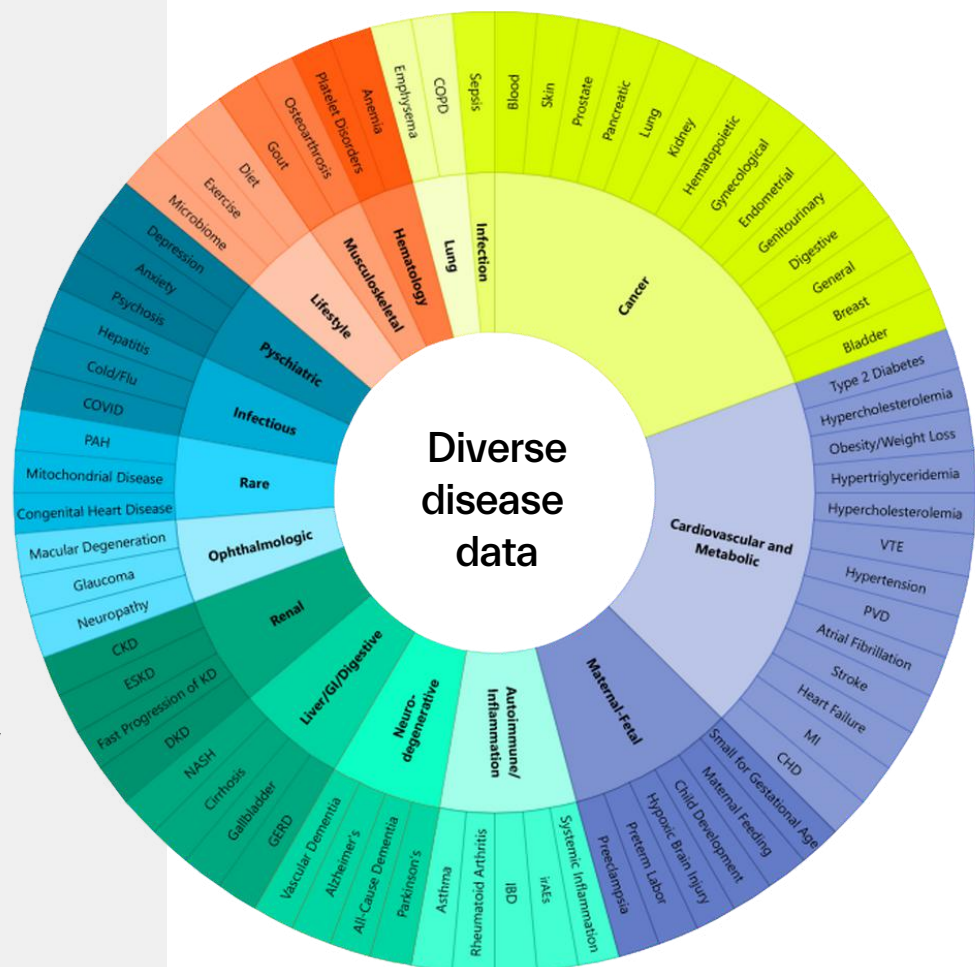 Diverse
disease
data
Cancer
Blood
Skin
Prostate
Pancreatic
Lung
Kidney
Hematopoietic
Gynecological
Endometrial
Genitourinary
Digestive
General
Breast
Bladder
Cardiovascular and
Metabolic
Type 2 Diabetes
Hypercholesterolemia
Obesity/Weight Loss
Hypertriglyceridemia
Hypercholesterolemia
VTE
Hypertension
PVD
Atrial Fibrillation
Stroke
Heart Failure
MI
CHD
Maternal-Fetal
Small for Gestational Age
Maternal Feeding
Child Development
Hypoxic Brain Injury
Preterm Labor
Preeclampsia
Autoimmune/
Inflammation
Systemic Inflammation
irAEs
IBD
Rheumatoid Arthritis
Asthma
Neuro-
degenerative
Parkinson's
All-Cause Dementia
Alzheimer's
Vascular Dementia
Liver/GI/Digestive
GERD
Gallbladder
Cirrhosis
NASH
Renal
DKD
Fast Progression of KD
ESKD
CKD
Ophthalmologic
Neuropathy
Glaucoma
Macular Degeneration
Rare
Congenital Heart Disease
Mitochondrial Disease
PAH
Infectious
COVID
Cold/Flu
Hepatitis
Pyschiatric
Psychosis
Anxiety
Depression
Lifestyle
Microbiome
Exercise
Diet
Musculoskeletal
Gout
Osteoarthrosis
Hematology
Platelet Disorders
Anemia
Lung
Emphysema
COPD
Infection
Sepsis